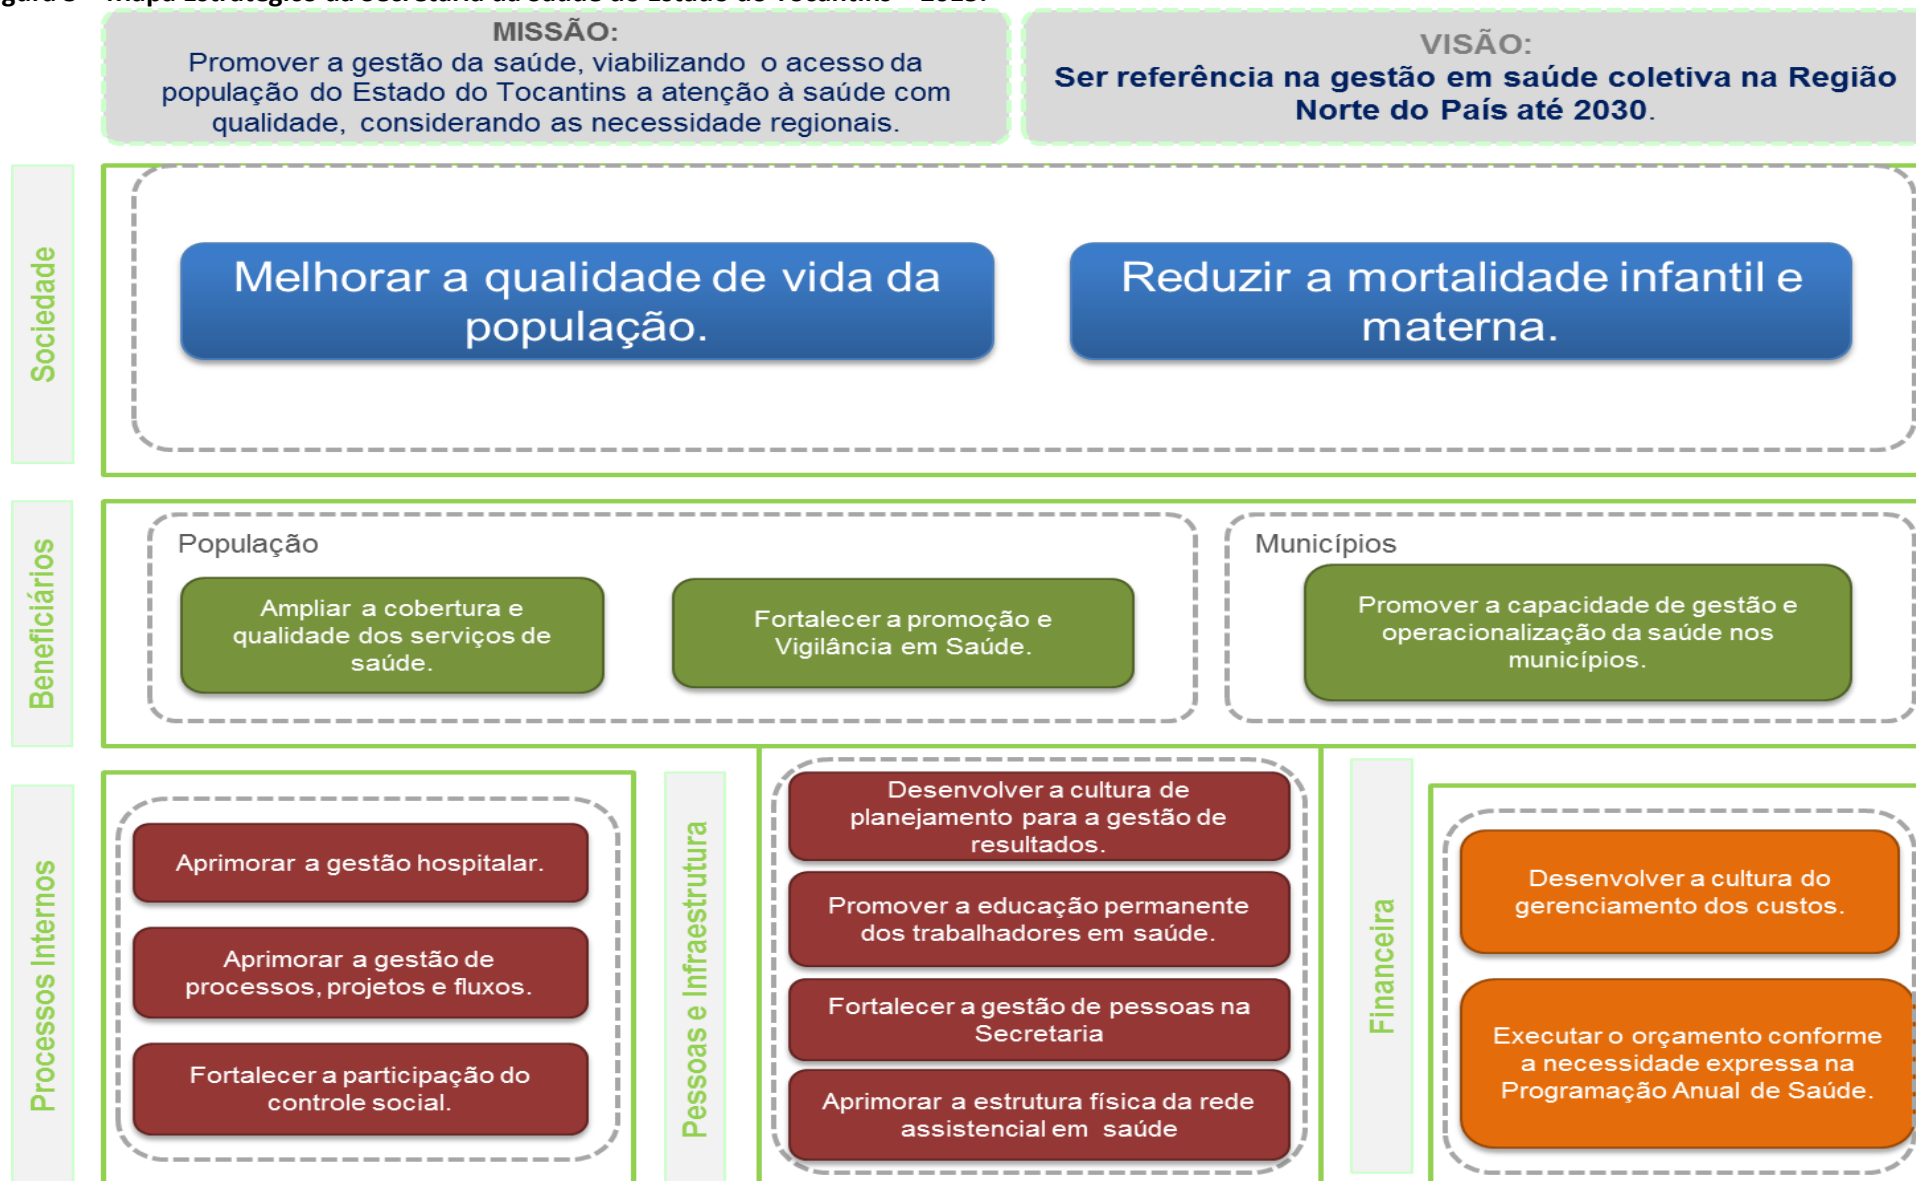 MISSÃO:
Promover a gestão da saúde, viabilizando o acesso da
população do Estado do Tocantins a atenção à saúde com
qualidade, considerando as necessidade regionais.
VISÃO:
Ser referência na gestão em saúde coletiva na Região
Norte do País até 2030.
Sociedade
Melhorar a qualidade de vida da
população.
Reduzir a mortalidade infantil e
materna.
Beneficiários
População
Ampliar a cobertura e
qualidade dos serviços de
saúde.
Fortalecer a promoção e
Vigilância em Saúde.
Municípios
Promover a capacidade de gestão e
operacionalização da saúde nos
municípios.
Processos Internos
Aprimorar a gestão hospitalar.
Aprimorar a gestão de
processos, projetos e fluxos.
Fortalecer a participação do
controle social.
Pessoas e Infraestrutura
Desenvolver a cultura de
planejamento para a gestão de
resultados.
Promover a educação permanente
dos trabalhadores em saúde.
Fortalecer a gestão de pessoas na
Secretaria
Aprimorar a estrutura física da rede
assistencial em saúde
Financeira
Desenvolver a cultura do
gerenciamento dos custos.
Executar o orçamento conforme
a necessidade expressa na
Programação Anual de Saúde.